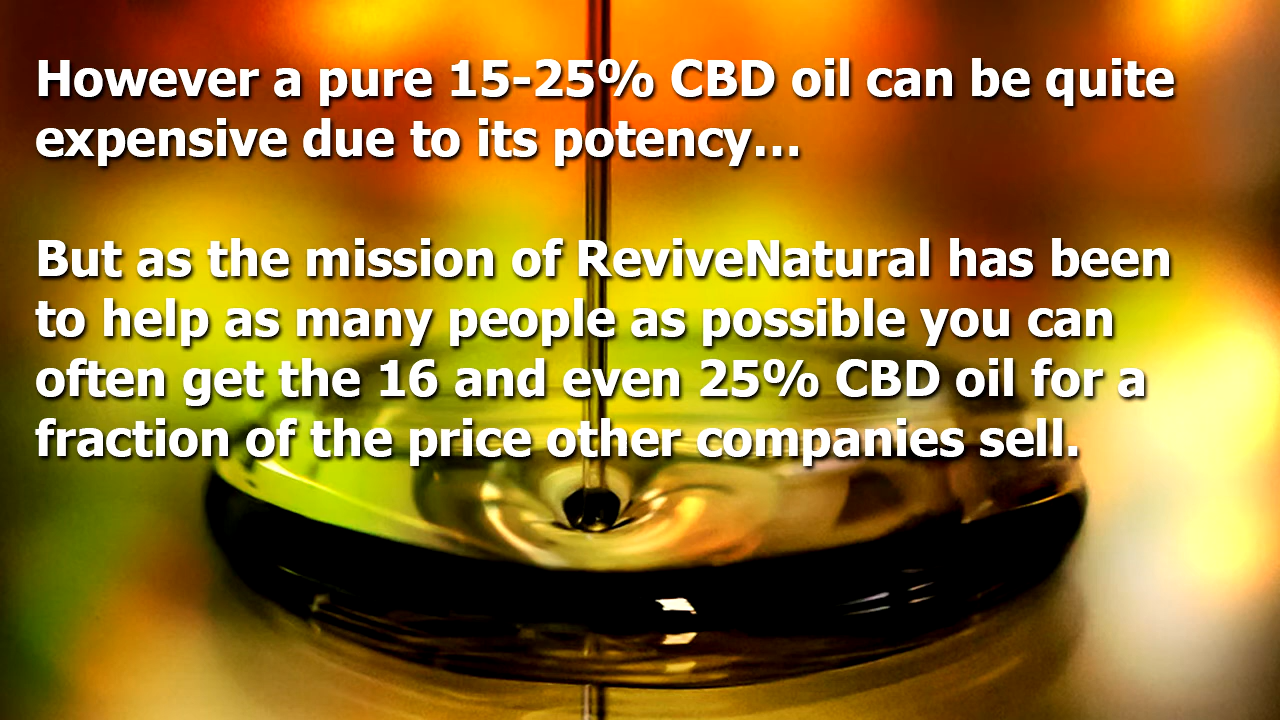 However a pure 15-25% CBD oil can be quite
expensive due to its potency...
But as the mission of ReviveNatural has been
to help as many people as possible you can
often get the 16 and even 25% CBD oil for a
fraction of the price other companies sell.